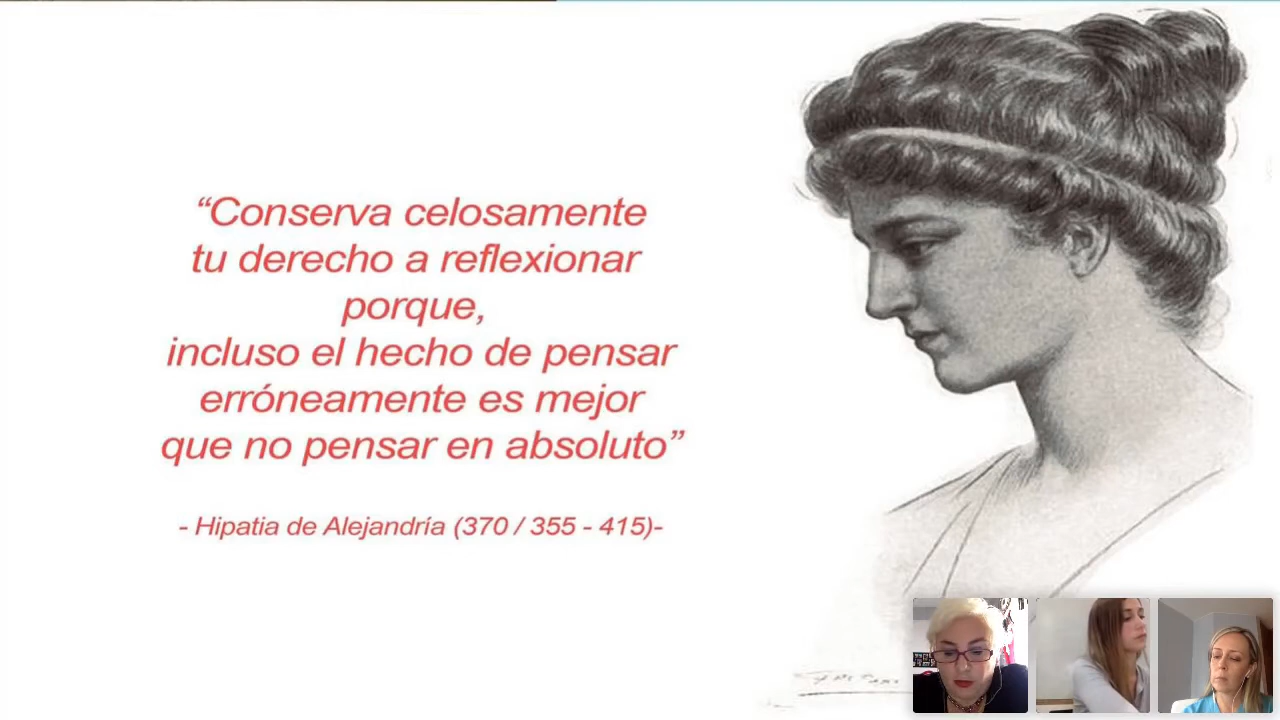 “Conserva celosamente
tu derecho a reflexionar
porque,
incluso el hecho de pensar
erróneamente es mejor
que no pensar en absoluto”
- Hipatia de Alejandría (370 / 355 - 415)-